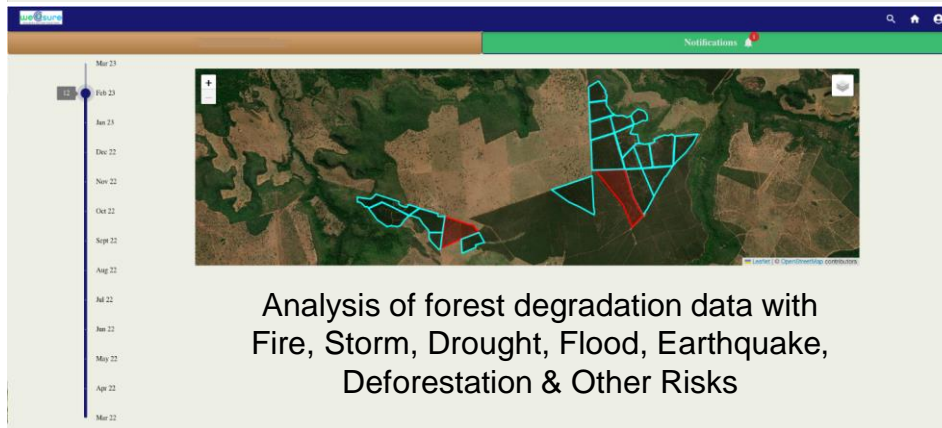 we2sure
Notifications 1
Mar 23
12 Feb 23
Jan 23
Dec 22
Nov 22
Oct 22
Sept 22
Aug 22
Jul 22
Jun 22
May 22
Apr 22
Mar 22
+
−
Leaflet | © OpenStreetMap contributors
Analysis of forest degradation data with
Fire, Storm, Drought, Flood, Earthquake,
Deforestation & Other Risks